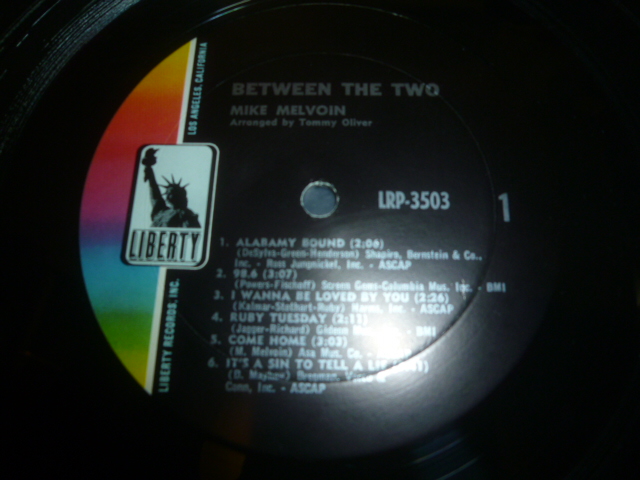 BETWEEN THE TWO
MIKE MELVOIN
Arranged by Tommy Oliver
LOS ANGELES, CALIFORNIA
LIBERTY
LIBERTY RECORDS, INC.
LRP-3503
1
1. ALABAMY BOUND (2:06)
(DeSylva-Green-Henderson) Shapiro, Bernstein & Co.,
Inc. - Ross Jungnickel, Inc. - ASCAP
2. 98.6 (3:07)
(Powers-Fischoff) Screen Gems-Columbia Mus. Inc. - BMI
3. I WANNA BE LOVED BY YOU (2:26)
(Kalmar-Stothart-Ruby) Harms, Inc. - ASCAP
4. RUBY TUESDAY (2:11)
(Jagger-Richard) Gideon - BMI
5. COME HOME (3:03)
(M. Melvoin) Asa Mus. Co. -
6. IT'S A SIN TO TELL A LIE
Conn, Inc. - ASCAP